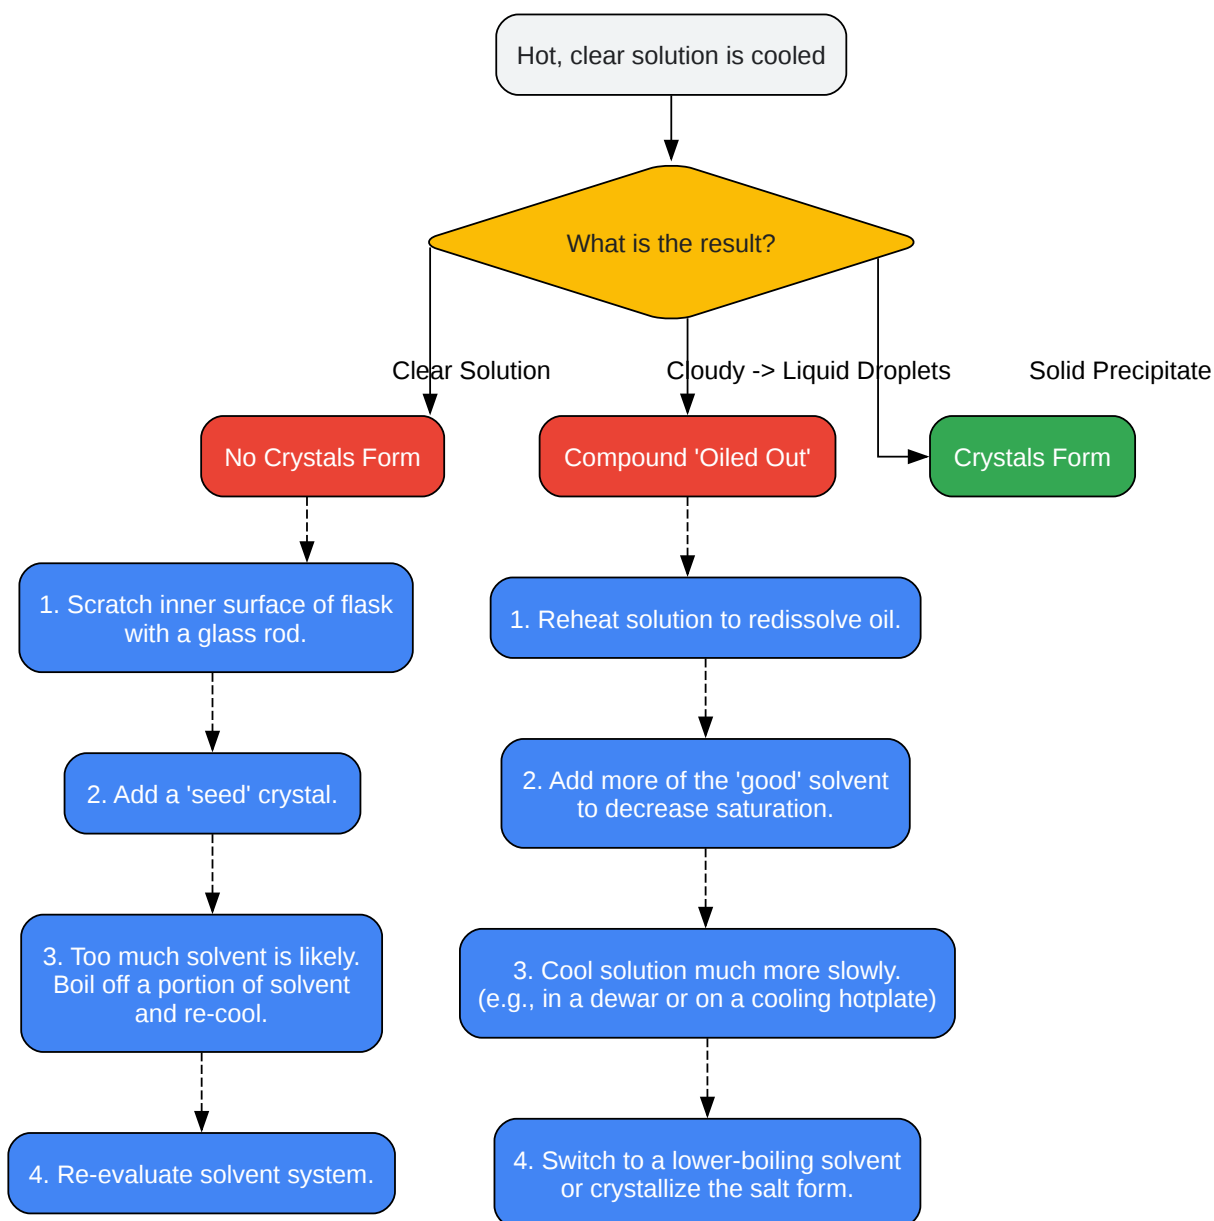 Hot, clear solution is cooled
What is the result?
Clear Solution
Cloudy -> Liquid Droplets
Solid Precipitate
No Crystals Form
Compound 'Oiled Out'
Crystals Form
1. Scratch inner surface of flask
with a glass rod.
1. Reheat solution to redissolve oil.
2. Add a 'seed' crystal.
2. Add more of the 'good' solvent
to decrease saturation.
3. Too much solvent is likely.
Boil off a portion of solvent
and re-cool.
3. Cool solution much more slowly.
(e.g., in a dewar or on a cooling hotplate)
4. Re-evaluate solvent system.
4. Switch to a lower-boiling solvent
or crystallize the salt form.